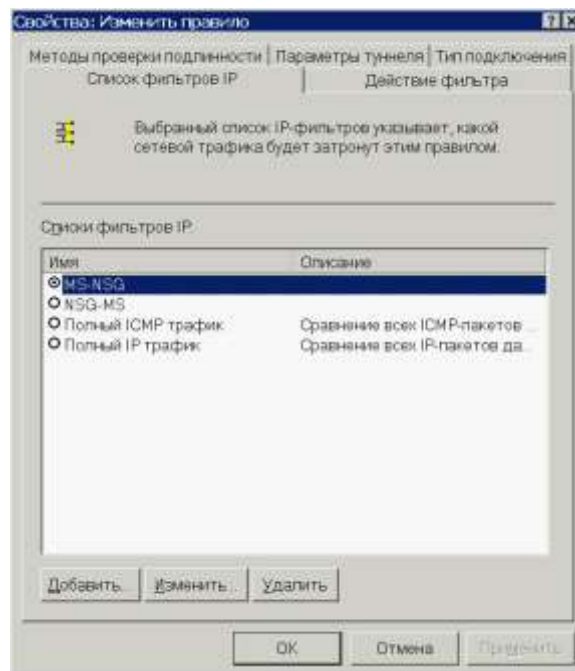 Свойства: Изменить правило
Методы проверки подлинности Параметры туннеля Тип подключения
Список фильтров IP Действие фильтра
Выбранный список IP-фильтров указывает, какой
сетевой трафика будет затронут этим правилом.
Списки фильтров IP
Имя Описание
MS-NSG
NSG-MS
Полный ICMP трафик Сравнение всех ICMP-пакетов ...
Полный IP трафик Сравнение всех IP-пакетов да...
Добавить... Изменить... Удалить
OK Отмена Применить